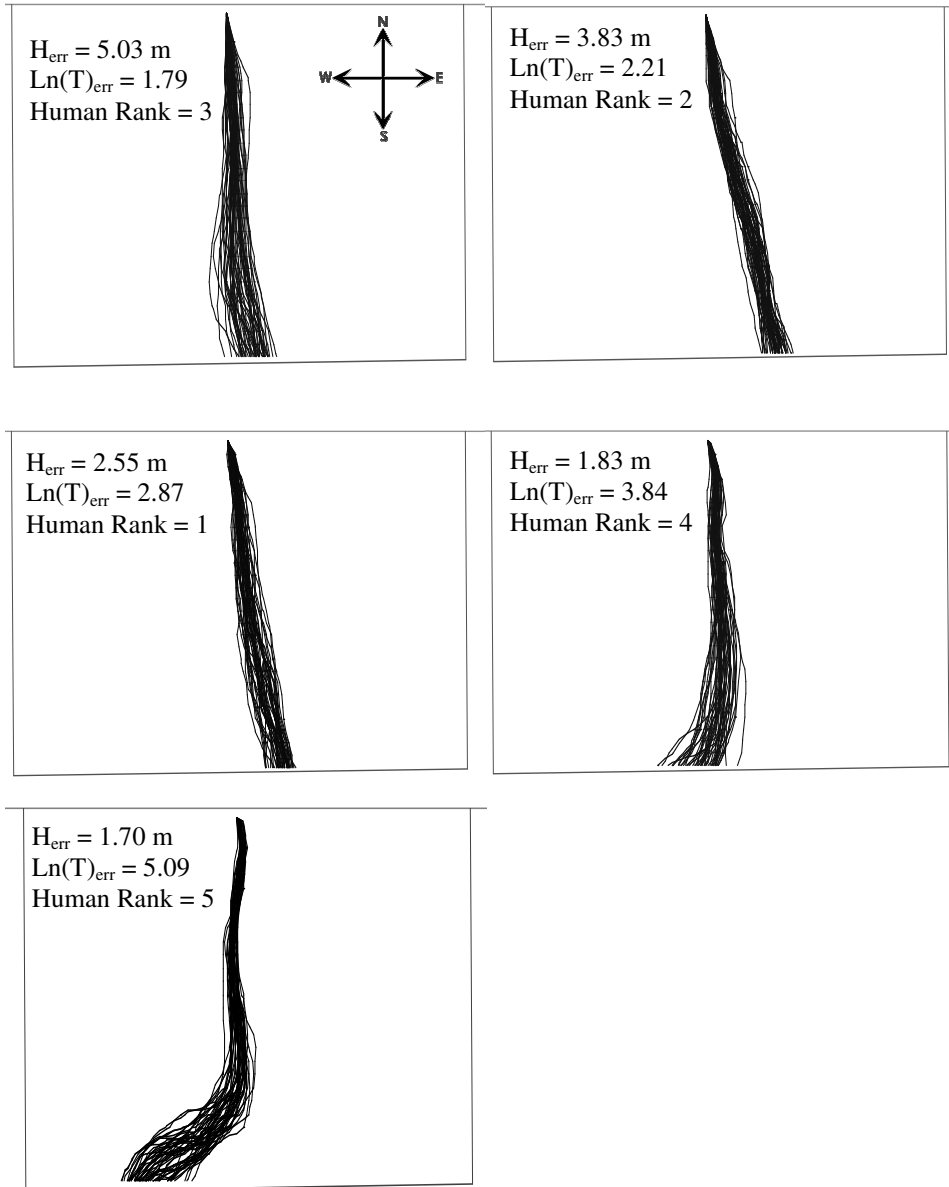 H_err = 5.03 m
Ln(T)_err = 1.79
Human Rank = 3
N
W E
S
H_err = 3.83 m
Ln(T)_err = 2.21
Human Rank = 2
H_err = 2.55 m
Ln(T)_err = 2.87
Human Rank = 1
H_err = 1.83 m
Ln(T)_err = 3.84
Human Rank = 4
H_err = 1.70 m
Ln(T)_err = 5.09
Human Rank = 5